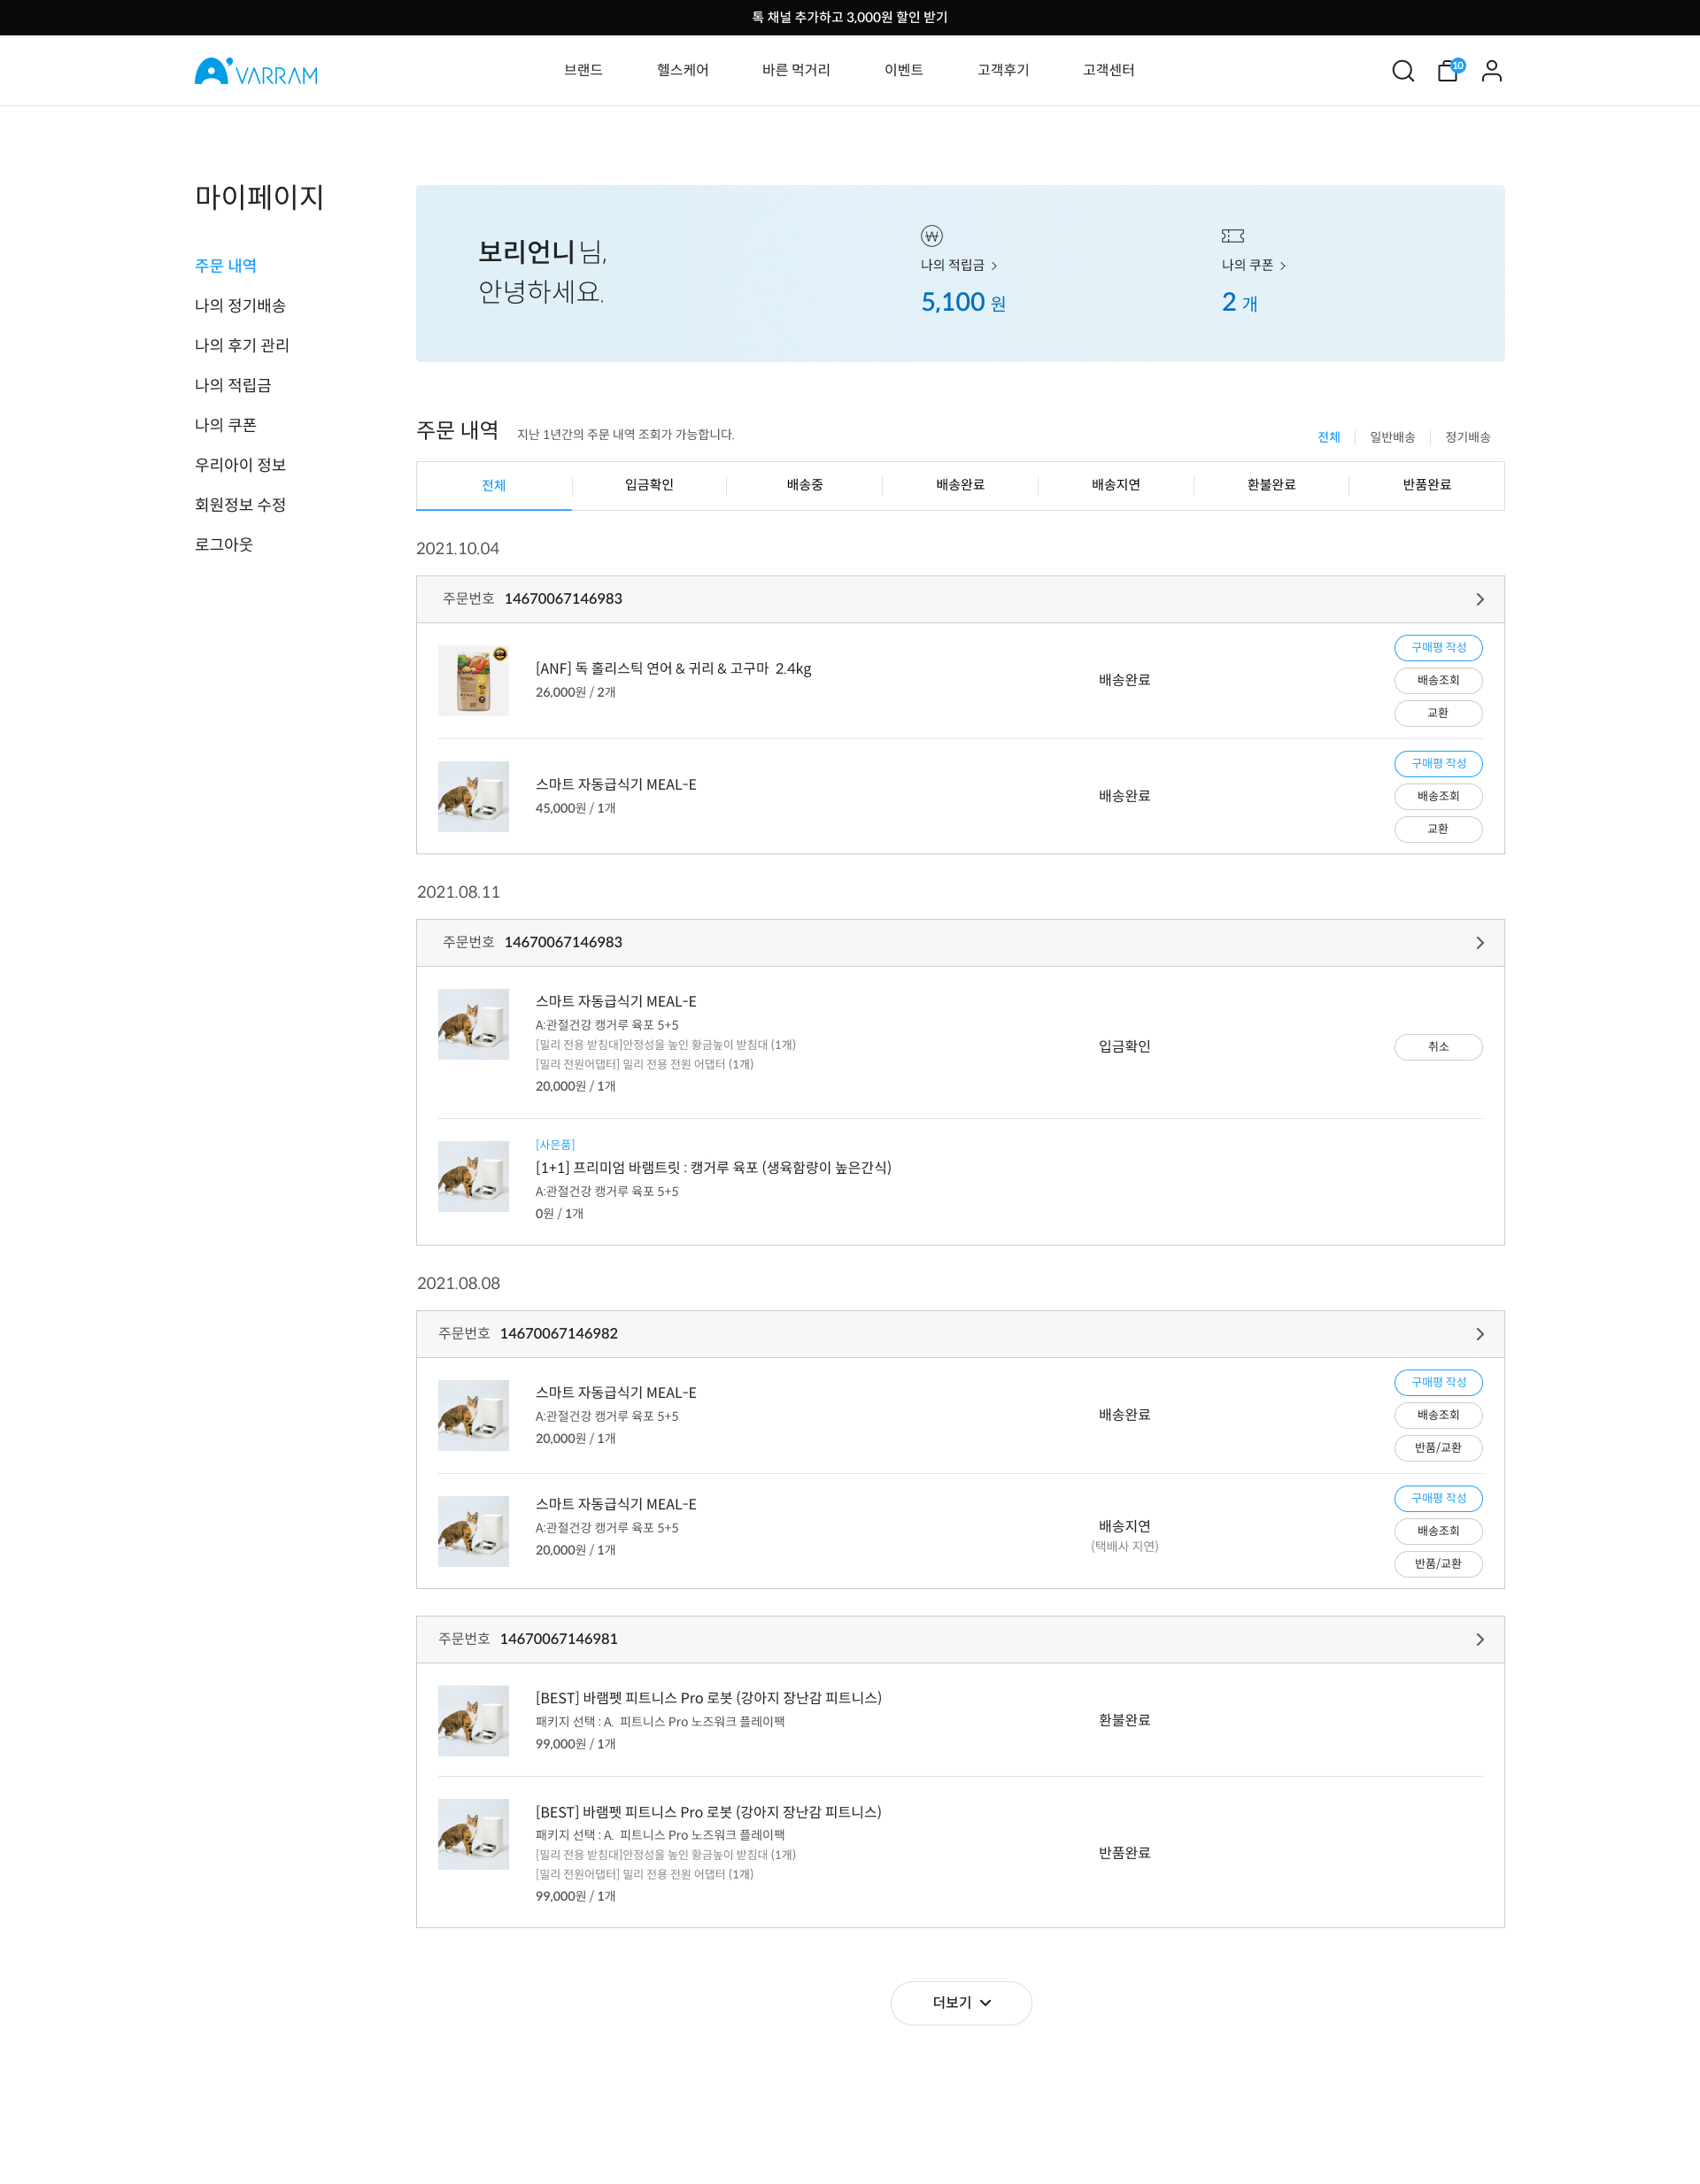 톡 채널 추가하고 3,000원 할인 받기
VARRAM
브랜드 헬스케어 바른 먹거리 이벤트 고객후기 고객센터
10
마이페이지
주문 내역
나의 정기배송
나의 후기 관리
나의 적립금
나의 쿠폰
우리아이 정보
회원정보 수정
로그아웃
보리언니 님,
안녕하세요.
나의 적립금
5,100 원
나의 쿠폰
2 개
주문 내역 지난 1년간의 주문 내역 조회가 가능합니다.
전체 일반배송 정기배송
전체 입금확인 배송중 배송완료 배송지연 환불완료 반품완료
2021.10.04
주문번호 14670067146983
[ANF] 독 홀리스틱 연어 & 귀리 & 고구마 2.4kg
26,000원 / 2개
배송완료
구매평 작성
배송조회
교환
스마트 자동급식기 MEAL-E
45,000원 / 1개
배송완료
구매평 작성
배송조회
교환
2021.08.11
주문번호 14670067146983
스마트 자동급식기 MEAL-E
A:관절건강 캥거루 육포 5+5
[밀리 전용 받침대]안정성을 높인 황금높이 받침대 (1개)
[밀리 전원어댑터] 밀리 전용 전원 어댑터 (1개)
20,000원 / 1개
입금확인
취소
[사은품]
[1+1] 프리미엄 바램트릿 : 캥거루 육포 (생육함량이 높은간식)
A:관절건강 캥거루 육포 5+5
0원 / 1개
2021.08.08
주문번호 14670067146982
스마트 자동급식기 MEAL-E
A:관절건강 캥거루 육포 5+5
20,000원 / 1개
배송완료
구매평 작성
배송조회
반품/교환
스마트 자동급식기 MEAL-E
A:관절건강 캥거루 육포 5+5
20,000원 / 1개
배송지연
(택배사 지연)
구매평 작성
배송조회
반품/교환
주문번호 14670067146981
[BEST] 바램펫 피트니스 Pro 로봇 (강아지 장난감 피트니스)
패키지 선택 : A. 피트니스 Pro 노즈워크 플레이팩
99,000원 / 1개
환불완료
[BEST] 바램펫 피트니스 Pro 로봇 (강아지 장난감 피트니스)
패키지 선택 : A. 피트니스 Pro 노즈워크 플레이팩
[밀리 전용 받침대]안정성을 높인 황금높이 받침대 (1개)
[밀리 전원어댑터] 밀리 전용 전원 어댑터 (1개)
99,000원 / 1개
반품완료
더보기